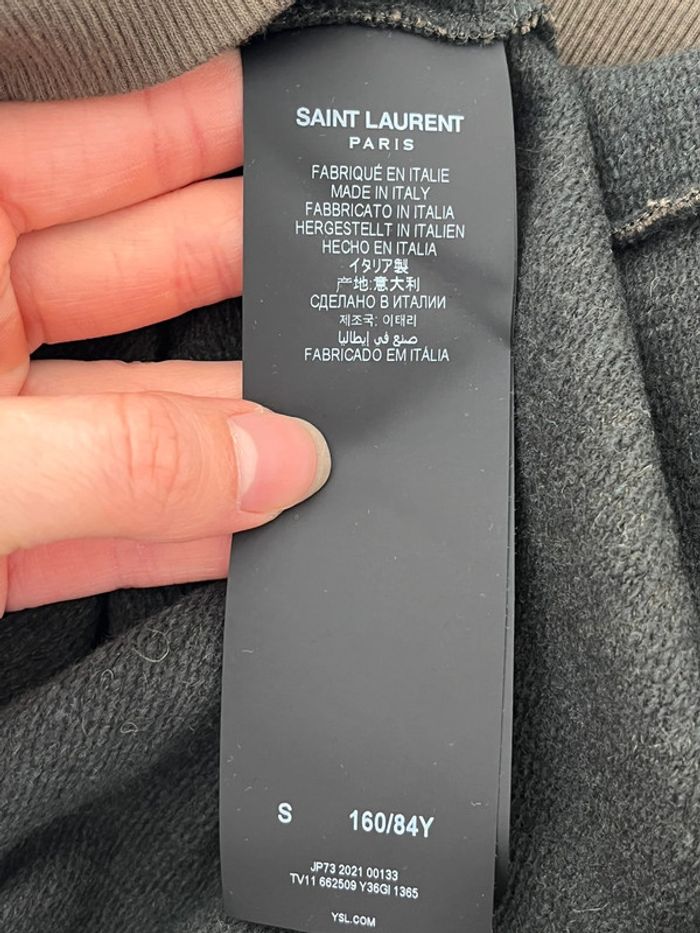 SAINT LAURENT
PARIS
FABRIQUÉ EN ITALIE
MADE IN ITALY
FABBRICATO IN ITALIA
HERGESTELLT IN ITALIEN
HECHO EN ITALIA
イタリア製
产地:意大利
СДЕЛАНО В ИТАЛИИ
제조국: 이태리
صنع في إيطاليا
FABRICADO EM ITÁLIA
S 160/84Y
JP73 2021 00133
TV11 662509 Y36GI 1365
YSL.COM